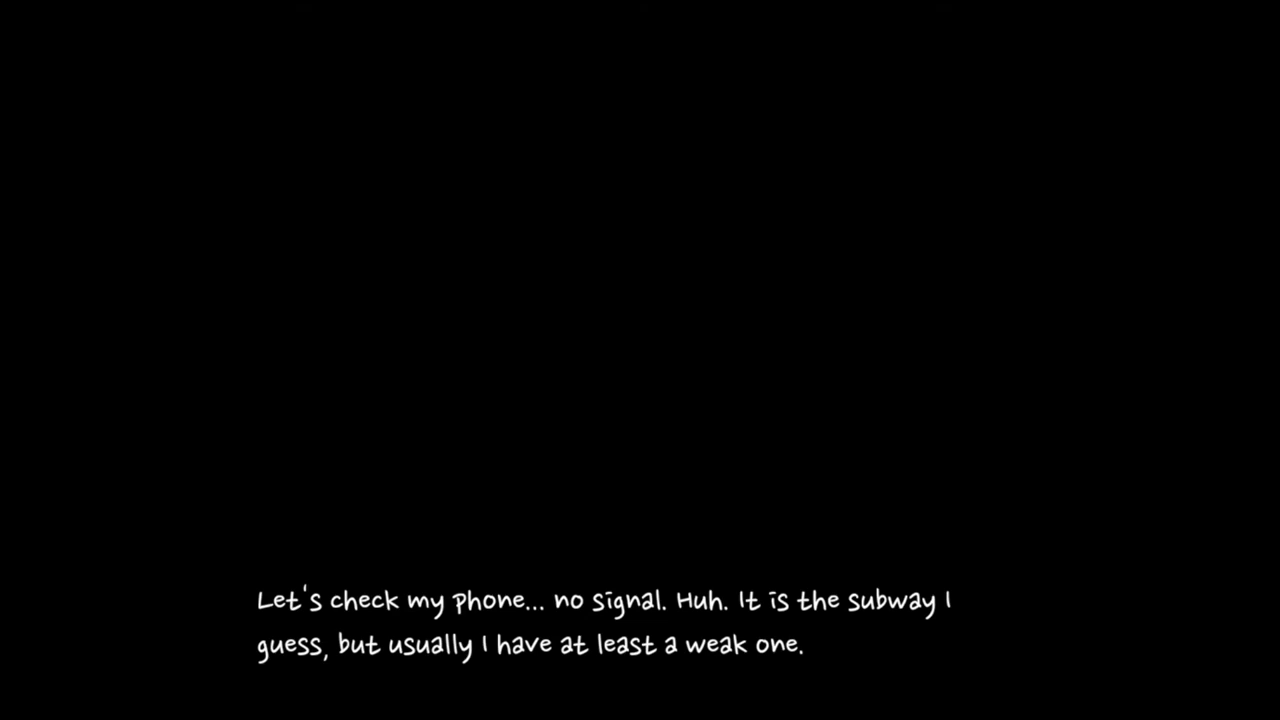 Let's check my phone... no signal. Huh. It is the subway I
guess, but usually I have at least a weak one.